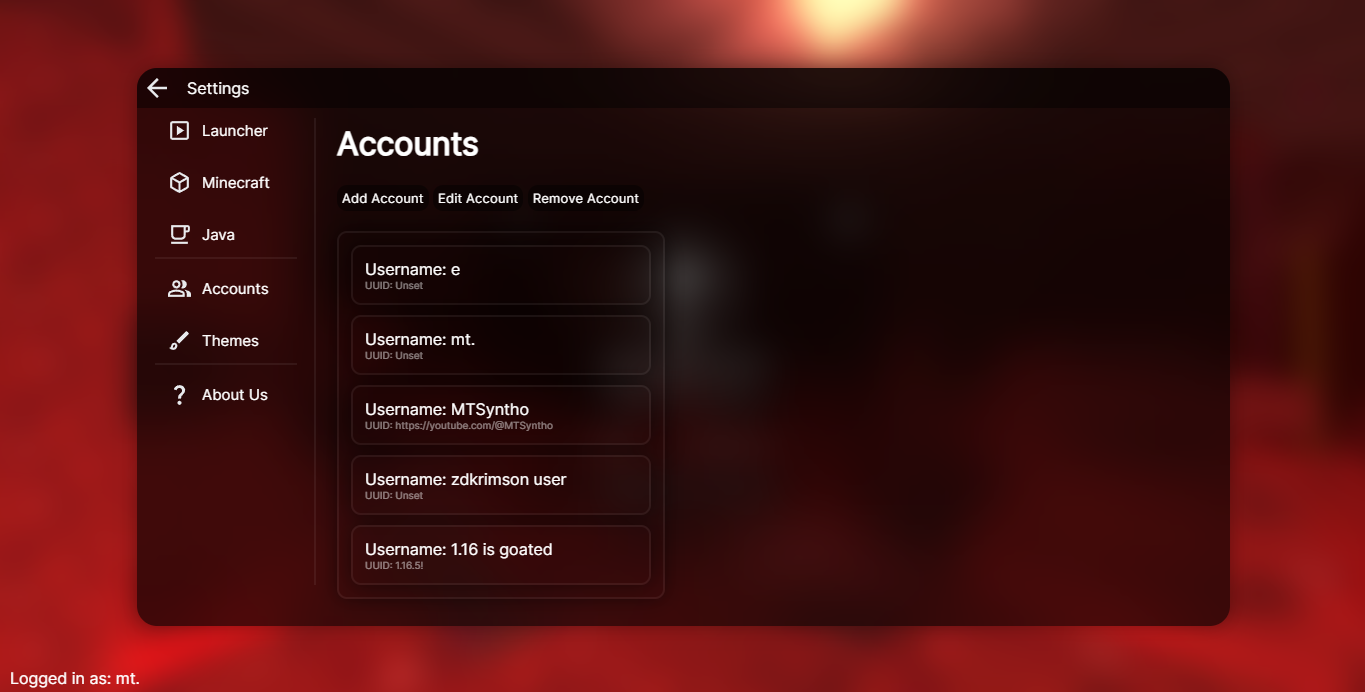 Settings
Launcher
Minecraft
Java
Accounts
Themes
About Us
Accounts
Add Account Edit Account Remove Account
Username: e
UUID: Unset
Username: mt.
UUID: Unset
Username: MTSyntho
UUID: https://youtube.com/@MTSyntho
Username: zdkrimson user
UUID: Unset
Username: 1.16 is goated
UUID: 1.16.5!
Logged in as: mt.